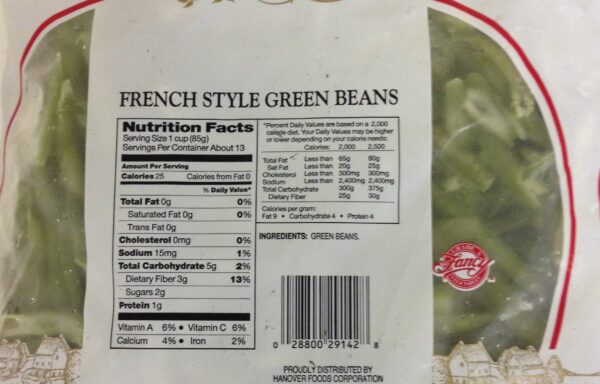 FRENCH STYLE GREEN BEANS
Nutrition Facts
Serving Size 1 cup (85g)
Servings Per Container About 13
Amount Per Serving
Calories 25 Calories from Fat 0
% Daily Value*
Total Fat 0g 0%
Saturated Fat 0g 0%
Trans Fat 0g
Cholesterol 0mg 0%
Sodium 15mg 1%
Total Carbohydrate 5g 2%
Dietary Fiber 3g 13%
Sugars 2g
Protein 1g
Vitamin A 6% • Vitamin C 6%
Calcium 4% • Iron 2%
*Percent Daily Values are based on a 2,000
calorie diet. Your Daily Values may be higher
or lower depending on your calorie needs:
Calories: 2,000 2,500
Total Fat Less than 65g 80g
Sat Fat Less than 20g 25g
Cholesterol Less than 300mg 300mg
Sodium Less than 2,400mg 2,400mg
Total Carbohydrate 300g 375g
Dietary Fiber 25g 30g
Calories per gram:
Fat 9 • Carbohydrate 4 • Protein 4
INGREDIENTS: GREEN BEANS.
GRADE
Fancy
0 28800 29142 8
PROUDLY DISTRIBUTED BY
HANOVER FOODS CORPORATION